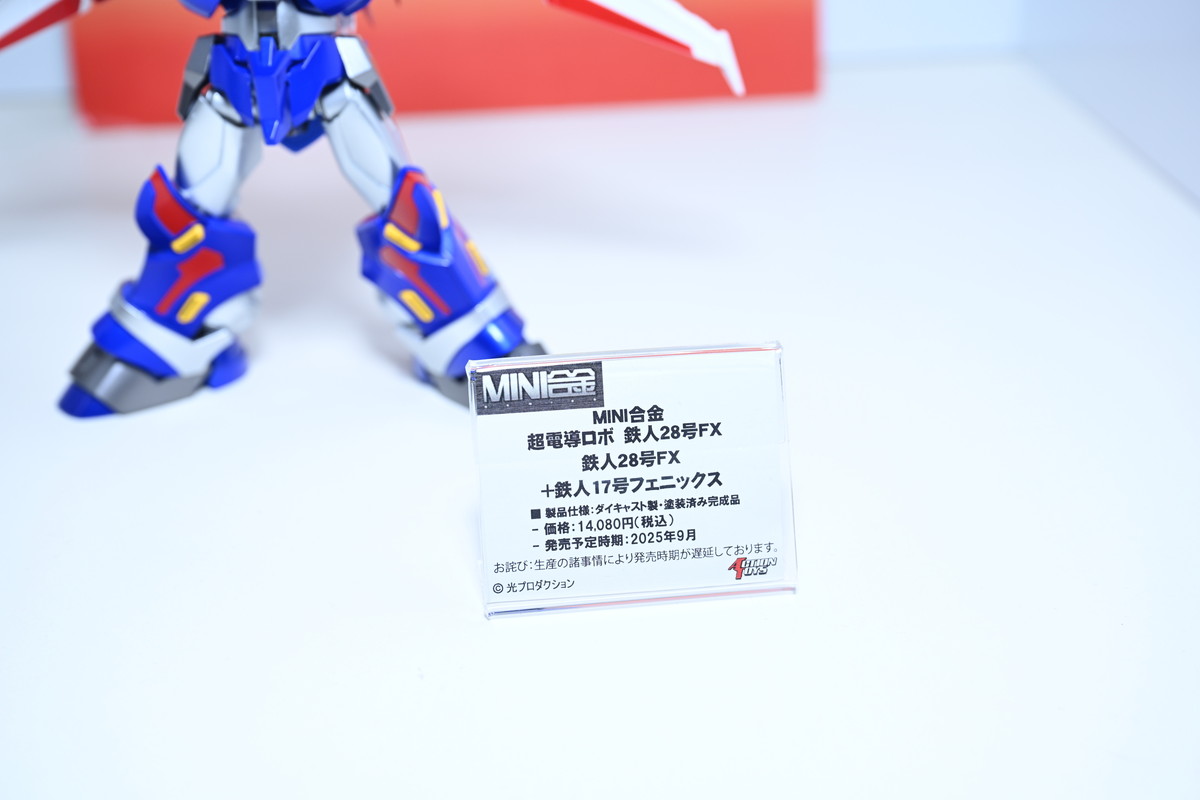 MINI合金
MINI合金
超電導ロボ 鉄人28号FX
鉄人28号FX
+鉄人17号フェニックス
■ 製品仕様:ダイキャスト製・塗装済み完成品
- 価格:14,080円(税込)
- 発売予定時期:2025年9月
お詫び:生産の諸事情により発売時期が遅延しております。
ACTION TOYS
© 光プロダクション